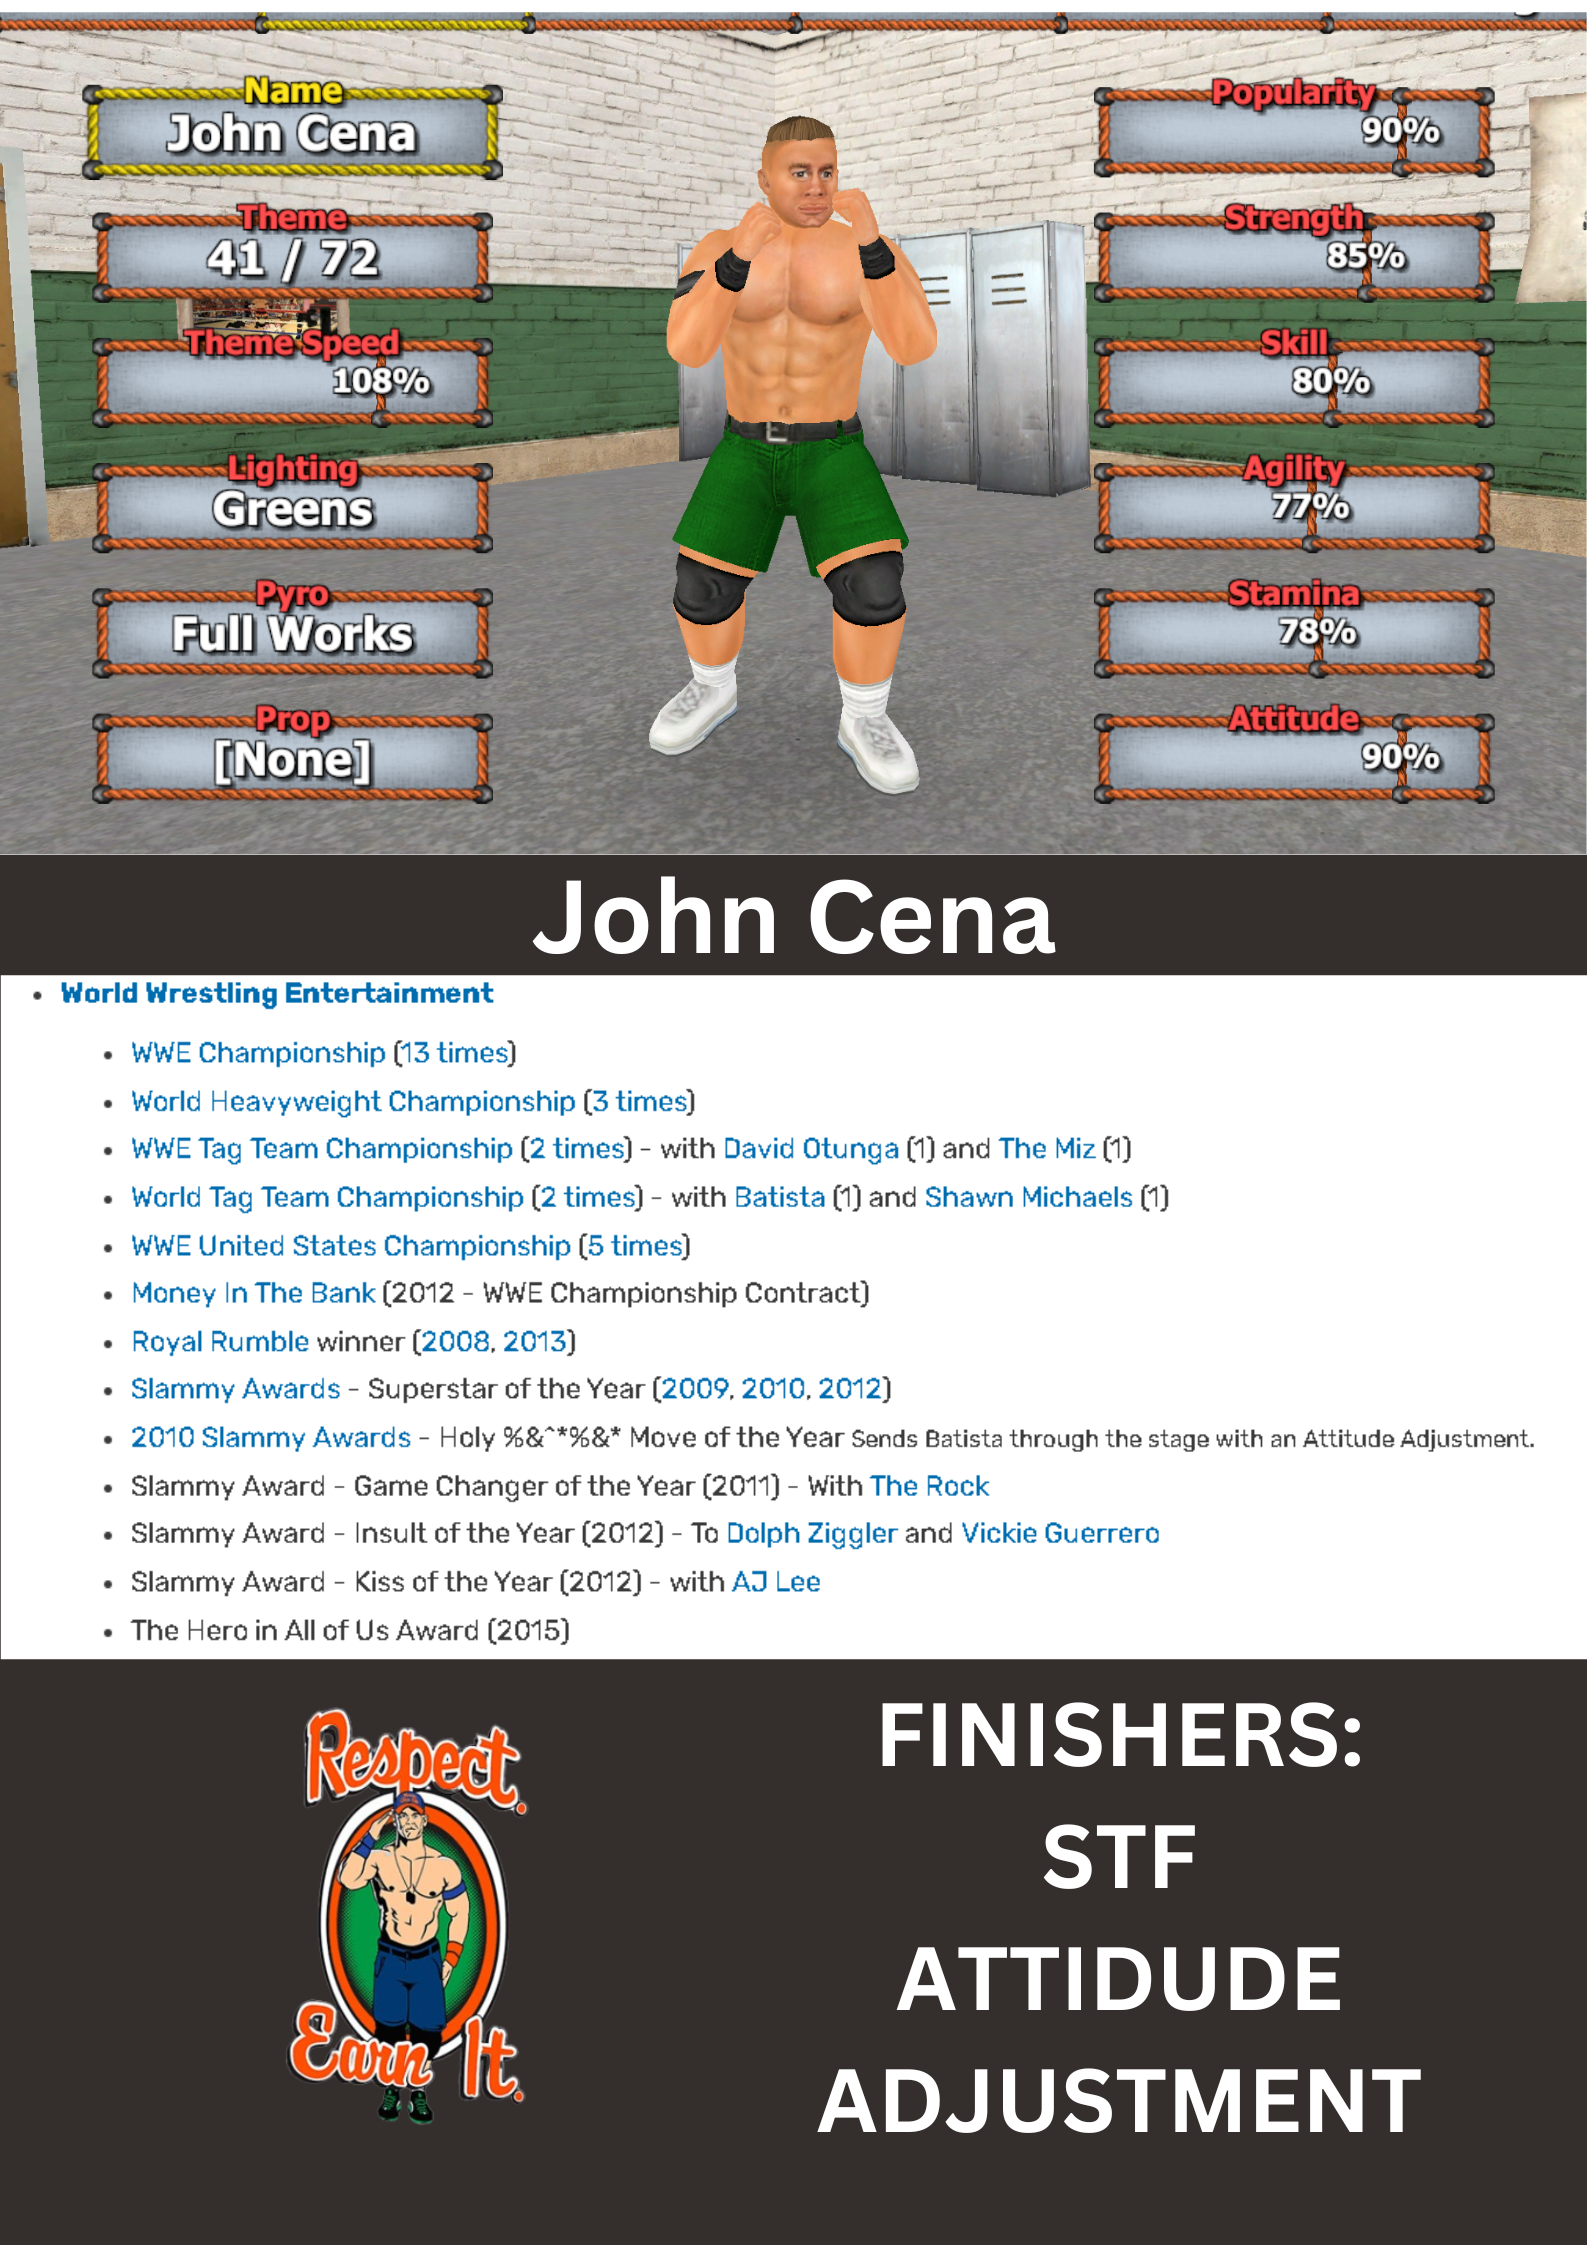 Name
John Cena
Theme
41 / 72
Theme Speed
108%
Lighting
Greens
Pyro
Full Works
Prop
[None]
Popularity
90%
Strength
85%
Skill
80%
Agility
77%
Stamina
78%
Attitude
90%
John Cena
World Wrestling Entertainment
WWE Championship (13 times)
World Heavyweight Championship (3 times)
WWE Tag Team Championship (2 times) - with David Otunga (1) and The Miz (1)
World Tag Team Championship (2 times) - with Batista (1) and Shawn Michaels (1)
WWE United States Championship (5 times)
Money In The Bank (2012 - WWE Championship Contract)
Royal Rumble winner (2008, 2013)
Slammy Awards - Superstar of the Year (2009, 2010, 2012)
2010 Slammy Awards - Holy %&^*%&* Move of the Year Sends Batista through the stage with an Attitude Adjustment.
Slammy Award - Game Changer of the Year (2011) - With The Rock
Slammy Award - Insult of the Year (2012) - To Dolph Ziggler and Vickie Guerrero
Slammy Award - Kiss of the Year (2012) - with AJ Lee
The Hero in All of Us Award (2015)
Respect.
Earn It.
FINISHERS:
STF
ATTIDUDE
ADJUSTMENT